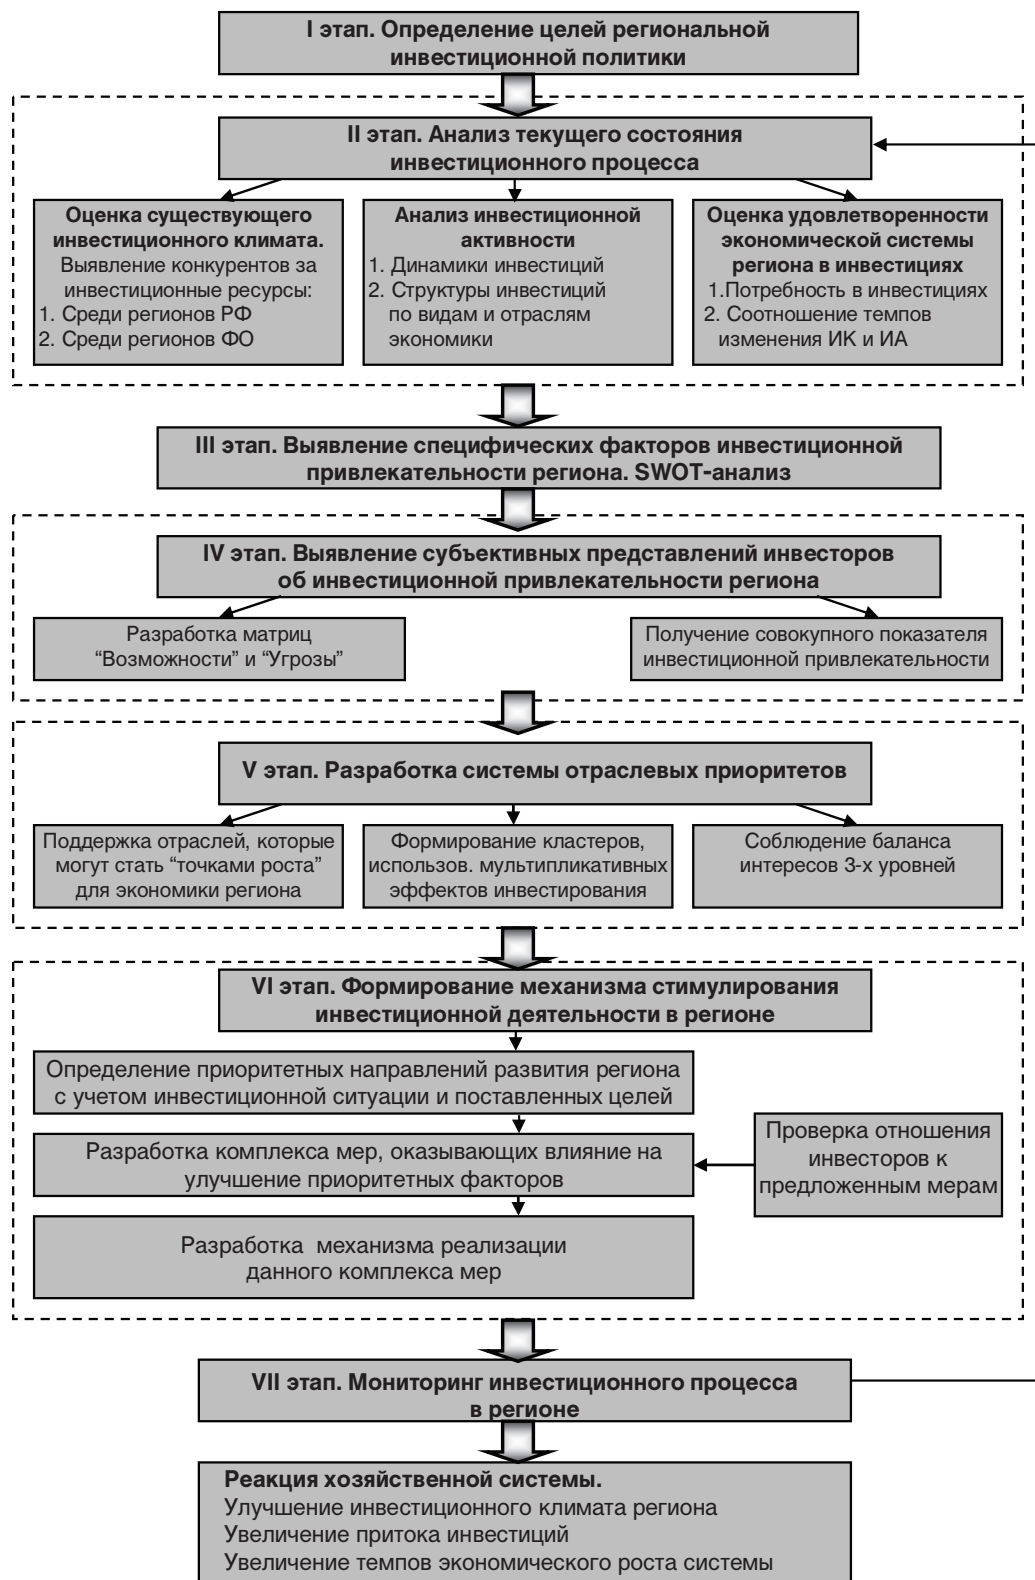 I этап. Определение целей региональной
инвестиционной политики
II этап. Анализ текущего состояния
инвестиционного процесса
Оценка существующего
инвестиционного климата.
Выявление конкурентов за
инвестиционные ресурсы:
1. Среди регионов РФ
2. Среди регионов ФО
Анализ инвестиционной
активности
1. Динамики инвестиций
2. Структуры инвестиций
по видам и отраслям
экономики
Оценка удовлетворенности
экономической системы
региона в инвестициях
1.Потребность в инвестициях
2. Соотношение темпов
изменения ИК и ИА
III этап. Выявление специфических факторов инвестиционной
привлекательности региона. SWOT-анализ
IV этап. Выявление субъективных представлений инвесторов
об инвестиционной привлекательности региона
Разработка матриц
“Возможности” и “Угрозы”
Получение совокупного показателя
инвестиционной привлекательности
V этап. Разработка системы отраслевых приоритетов
Поддержка отраслей, которые
могут стать “точками роста”
для экономики региона
Формирование кластеров,
использов. мультипликативных
эффектов инвестирования
Соблюдение баланса
интересов 3-х уровней
VI этап. Формирование механизма стимулирования
инвестиционной деятельности в регионе
Определение приоритетных направлений развития региона
с учетом инвестиционной ситуации и поставленных целей
Разработка комплекса мер, оказывающих влияние на
улучшение приоритетных факторов
Проверка отношения
инвесторов к
предложенным мерам
Разработка механизма реализации
данного комплекса мер
VII этап. Мониторинг инвестиционного процесса
в регионе
Реакция хозяйственной системы.
Улучшение инвестиционного климата региона
Увеличение притока инвестиций
Увеличение темпов экономического роста системы